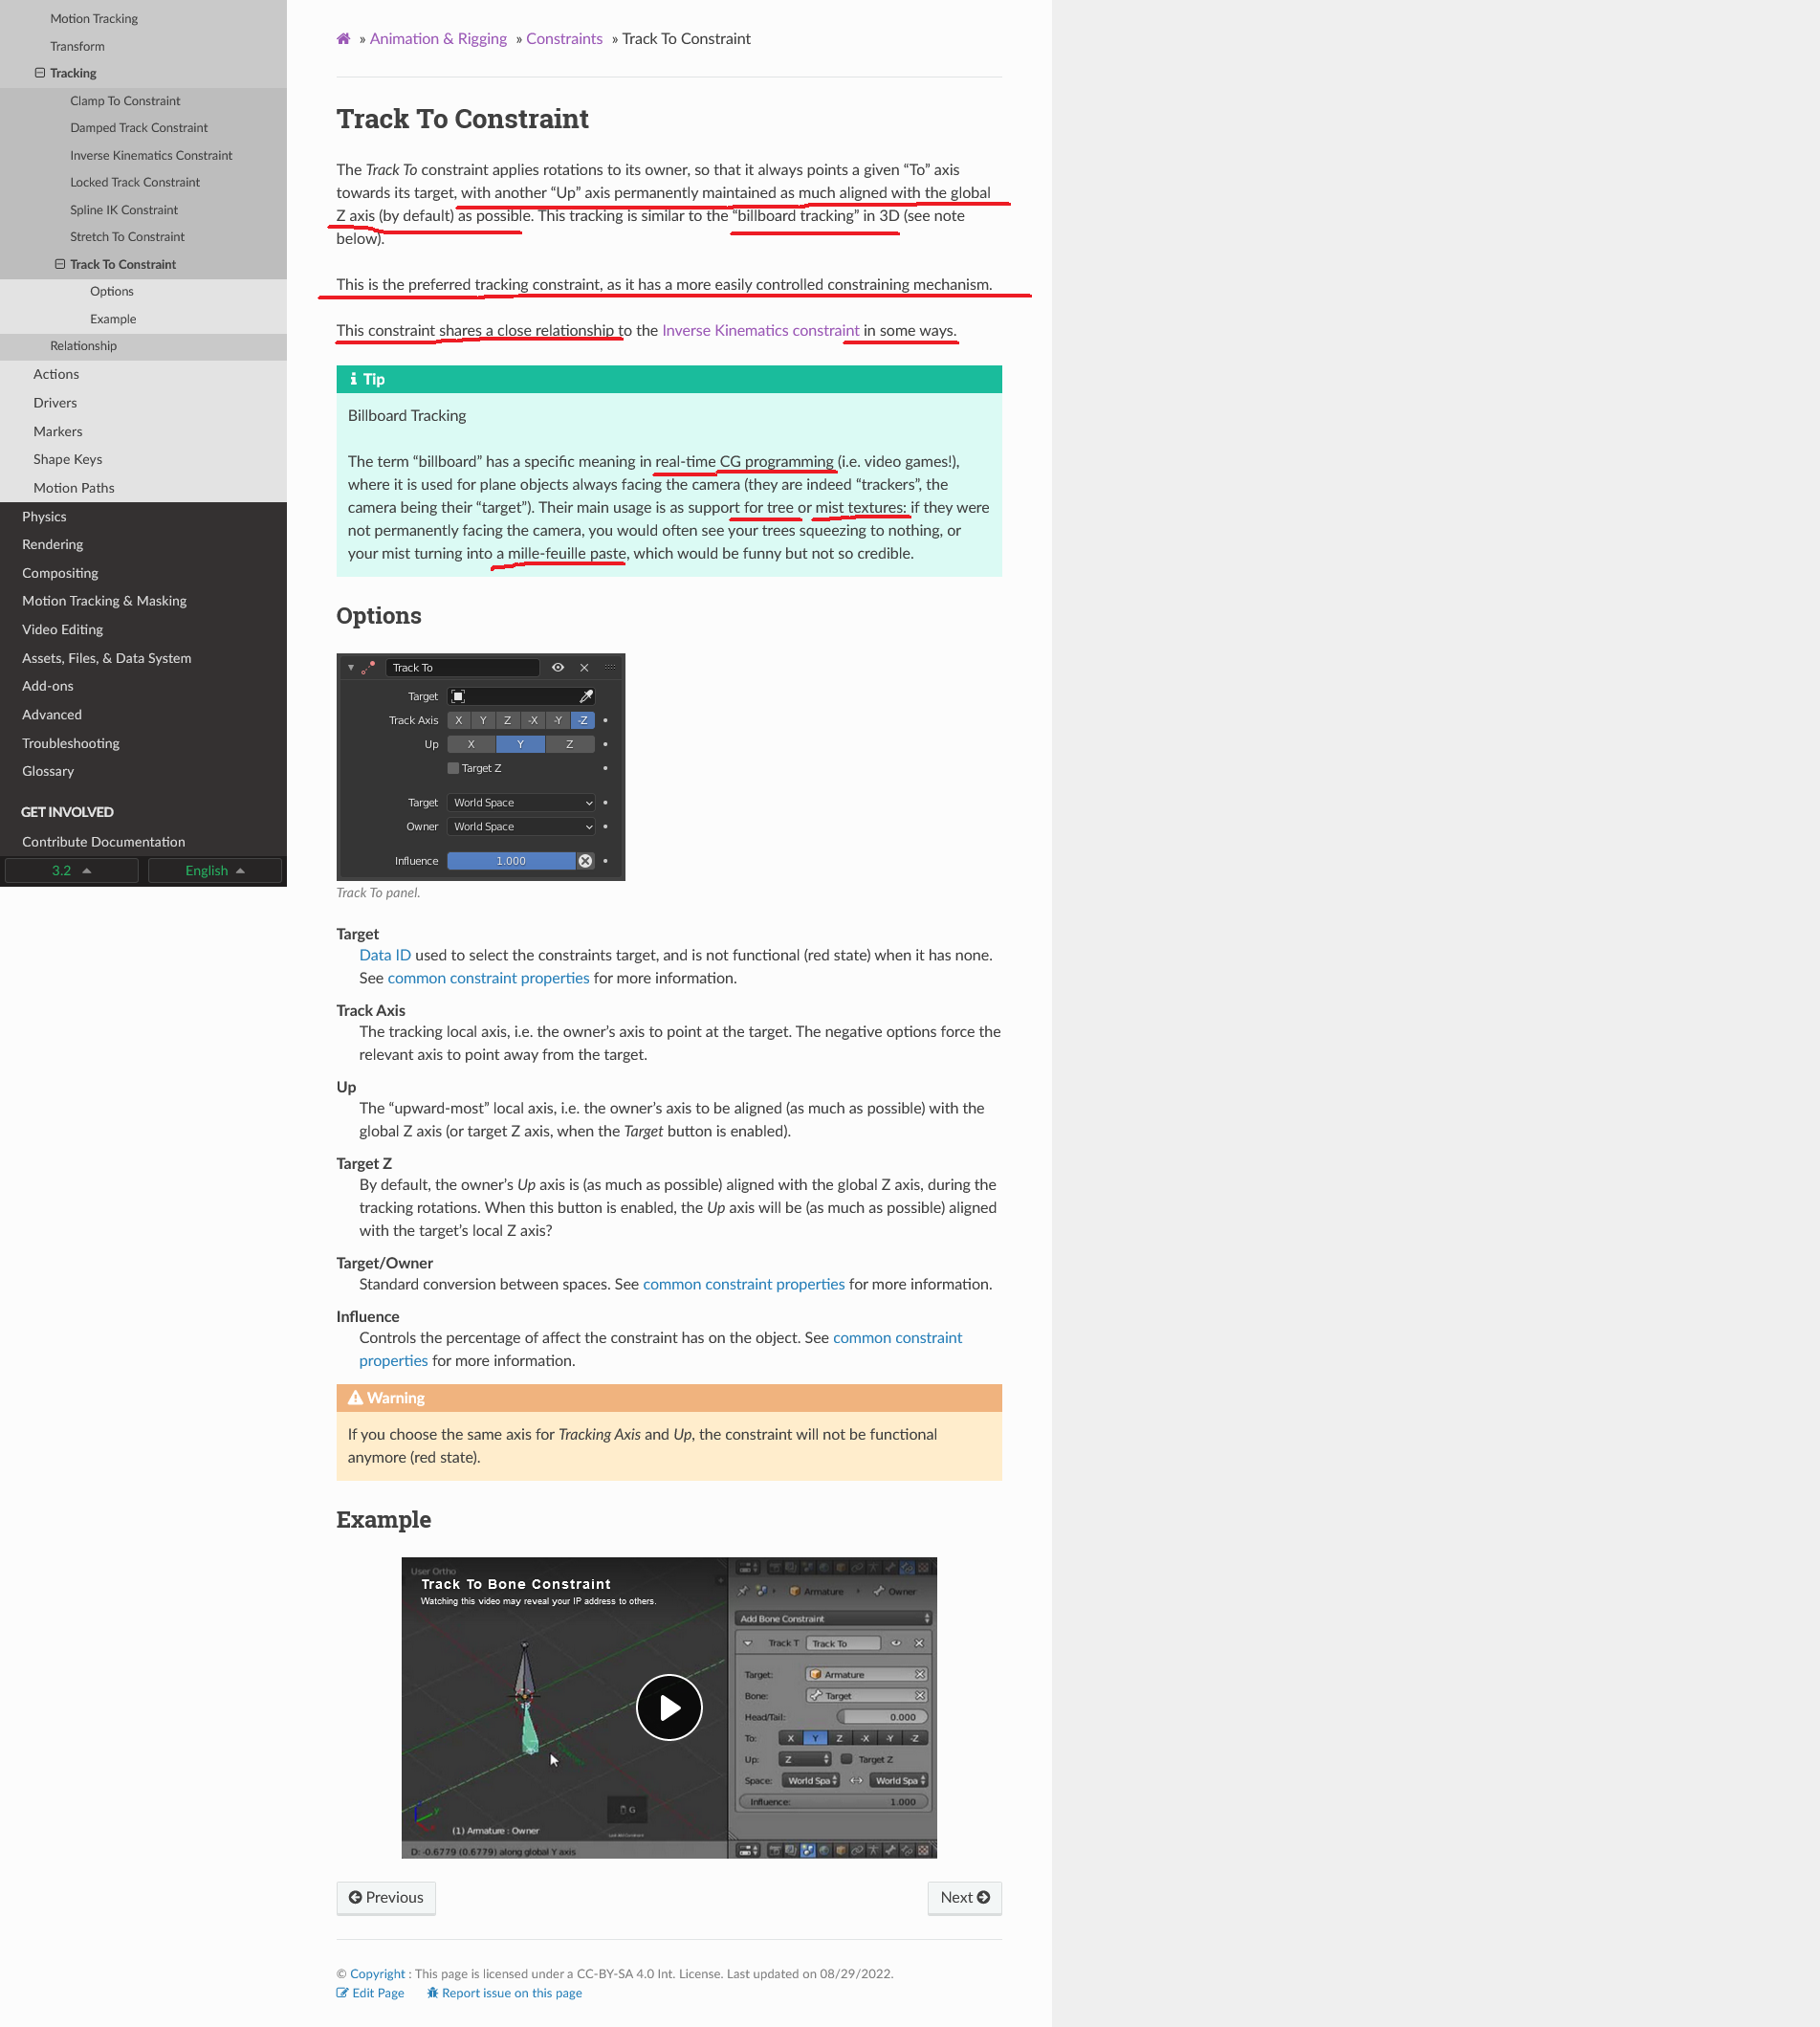 Motion Tracking
Transform
Tracking
Clamp To Constraint
Damped Track Constraint
Inverse Kinematics Constraint
Locked Track Constraint
Spline IK Constraint
Stretch To Constraint
Track To Constraint
Options
Example
Relationship
Actions
Drivers
Markers
Shape Keys
Motion Paths
Physics
Rendering
Compositing
Motion Tracking & Masking
Video Editing
Assets, Files, & Data System
Add-ons
Advanced
Troubleshooting
Glossary
GET INVOLVED
Contribute Documentation
3.2 English
» Animation & Rigging » Constraints » Track To Constraint
Track To Constraint
The Track To constraint applies rotations to its owner, so that it always points a given “To” axis
towards its target, with another “Up” axis permanently maintained as much aligned with the global
Z axis (by default) as possible. This tracking is similar to the “billboard tracking” in 3D (see note
below).
This is the preferred tracking constraint, as it has a more easily controlled constraining mechanism.
This constraint shares a close relationship to the Inverse Kinematics constraint in some ways.
Tip
Billboard Tracking
The term “billboard” has a specific meaning in real-time CG programming (i.e. video games!),
where it is used for plane objects always facing the camera (they are indeed “trackers”, the
camera being their “target”). Their main usage is as support for tree or mist textures: if they were
not permanently facing the camera, you would often see your trees squeezing to nothing, or
your mist turning into a mille-feuille paste, which would be funny but not so credible.
Options
Track To
Target
Track Axis X Y Z -X -Y -Z
Up X Y Z
Target Z
Target World Space
Owner World Space
Influence 1.000
Track To panel.
Target
Data ID used to select the constraints target, and is not functional (red state) when it has none.
See common constraint properties for more information.
Track Axis
The tracking local axis, i.e. the owner’s axis to point at the target. The negative options force the
relevant axis to point away from the target.
Up
The “upward-most” local axis, i.e. the owner’s axis to be aligned (as much as possible) with the
global Z axis (or target Z axis, when the Target button is enabled).
Target Z
By default, the owner’s Up axis is (as much as possible) aligned with the global Z axis, during the
tracking rotations. When this button is enabled, the Up axis will be (as much as possible) aligned
with the target’s local Z axis?
Target/Owner
Standard conversion between spaces. See common constraint properties for more information.
Influence
Controls the percentage of affect the constraint has on the object. See common constraint
properties for more information.
Warning
If you choose the same axis for Tracking Axis and Up, the constraint will not be functional
anymore (red state).
Example
User Ortho
Track To Bone Constraint
Watching this video may reveal your IP address to others.
(1) Armature : Owner
D: -0.6779 (0.6779) along global Y axis
G
Armature Owner
Add Bone Constraint
Track T Track To
Target: Armature
Bone: Target
Head/Tail: 0.000
To: X Y Z -X -Y -Z
Up: Z Target Z
Space: World Spa World Spa
Influence: 1.000
Previous Next
© Copyright : This page is licensed under a CC-BY-SA 4.0 Int. License. Last updated on 08/29/2022.
Edit Page Report issue on this page